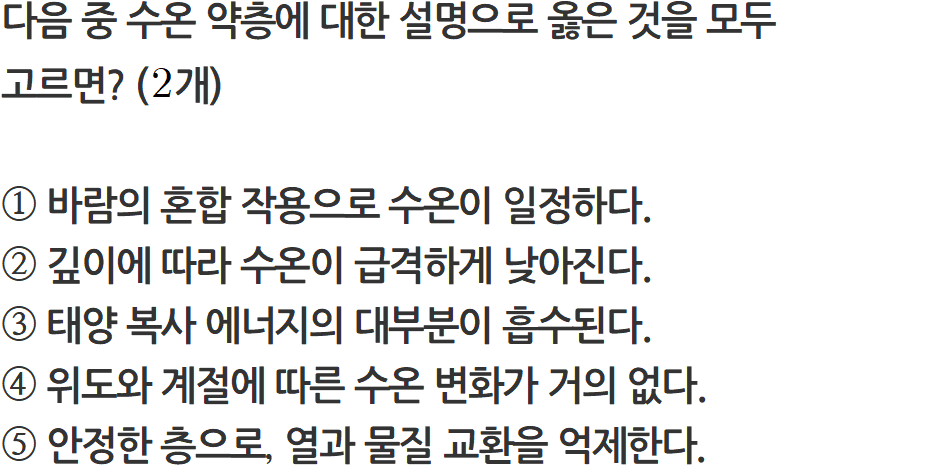 다음 중 수온 약층에 대한 설명으로 옳은 것을 모두
고르면? (2개)
① 바람의 혼합 작용으로 수온이 일정하다.
② 깊이에 따라 수온이 급격하게 낮아진다.
③ 태양 복사 에너지의 대부분이 흡수된다.
④ 위도와 계절에 따른 수온 변화가 거의 없다.
⑤ 안정한 층으로, 열과 물질 교환을 억제한다.